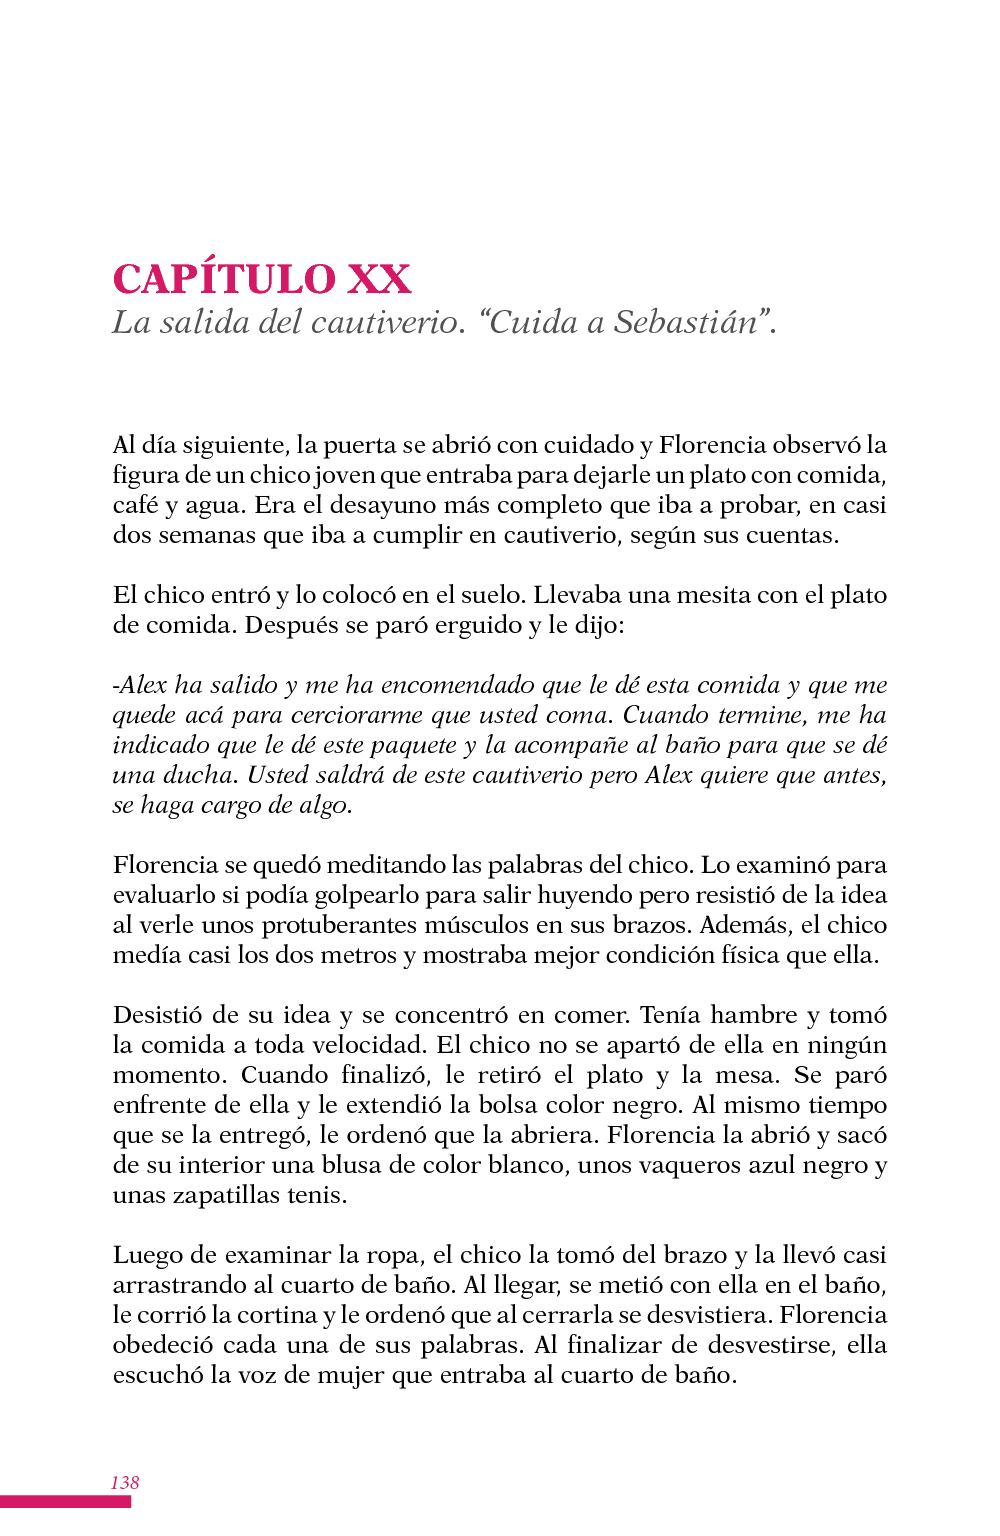 CAPÍTULO XX
La salida del cautiverio. “Cuida a Sebastián”.
Al día siguiente, la puerta se abrió con cuidado y Florencia observó la
figura de un chico joven que entraba para dejarle un plato con comida,
café y agua. Era el desayuno más completo que iba a probar, en casi
dos semanas que iba a cumplir en cautiverio, según sus cuentas.
El chico entró y lo colocó en el suelo. Llevaba una mesita con el plato
de comida. Después se paró erguido y le dijo:
-Alex ha salido y me ha encomendado que le dé esta comida y que me
quede acá para cerciorarme que usted coma. Cuando termine, me ha
indicado que le dé este paquete y la acompañe al baño para que se dé
una ducha. Usted saldrá de este cautiverio pero Alex quiere que antes,
se haga cargo de algo.
Florencia se quedó meditando las palabras del chico. Lo examinó para
evaluarlo si podía golpearlo para salir huyendo pero resistió de la idea
al verle unos protuberantes músculos en sus brazos. Además, el chico
medía casi los dos metros y mostraba mejor condición física que ella.
Desistió de su idea y se concentró en comer. Tenía hambre y tomó
la comida a toda velocidad. El chico no se apartó de ella en ningún
momento. Cuando finalizó, le retiró el plato y la mesa. Se paró
enfrente de ella y le extendió la bolsa color negro. Al mismo tiempo
que se la entregó, le ordenó que la abriera. Florencia la abrió y sacó
de su interior una blusa de color blanco, unos vaqueros azul negro y
unas zapatillas tenis.
Luego de examinar la ropa, el chico la tomó del brazo y la llevó casi
arrastrando al cuarto de baño. Al llegar, se metió con ella en el baño,
le corrió la cortina y le ordenó que al cerrarla se desvistiera. Florencia
obedeció cada una de sus palabras. Al finalizar de desvestirse, ella
escuchó la voz de mujer que entraba al cuarto de baño.
138